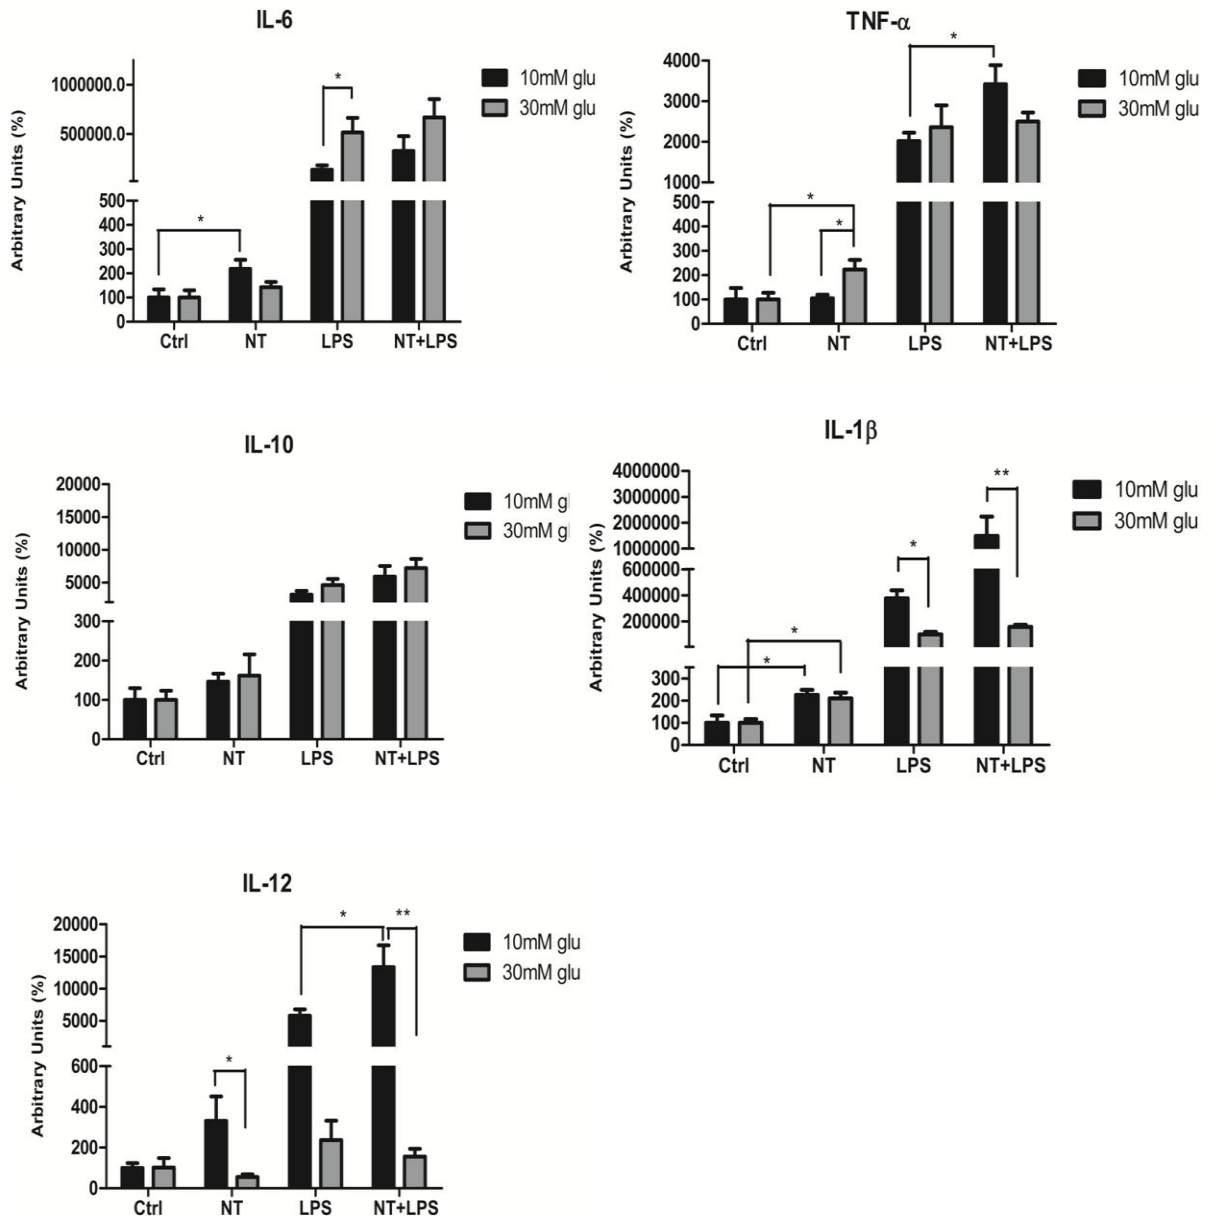 IL-6
1000000.0
500000.0
500
400
300
200
100
0
Arbitrary Units (%)
*
*
Ctrl NT LPS NT+LPS
10mM glu
30mM glu
TNF-α
4000
3000
2000
1000
500
400
300
200
100
0
Arbitrary Units (%)
*
*
*
Ctrl NT LPS NT+LPS
10mM glu
30mM glu
IL-10
20000
15000
10000
5000
300
200
100
0
Arbitrary Units (%)
Ctrl NT LPS NT+LPS
10mM gl
30mM g
IL-1β
4000000
3000000
2000000
1000000
600000
400000
200000
300
200
100
0
Arbitrary Units (%)
**
*
*
*
Ctrl NT LPS NT+LPS
10mM glu
30mM glu
IL-12
20000
15000
10000
5000
600
400
200
0
Arbitrary Units (%)
* **
*
Ctrl NT LPS NT+LPS
10mM glu
30mM glu